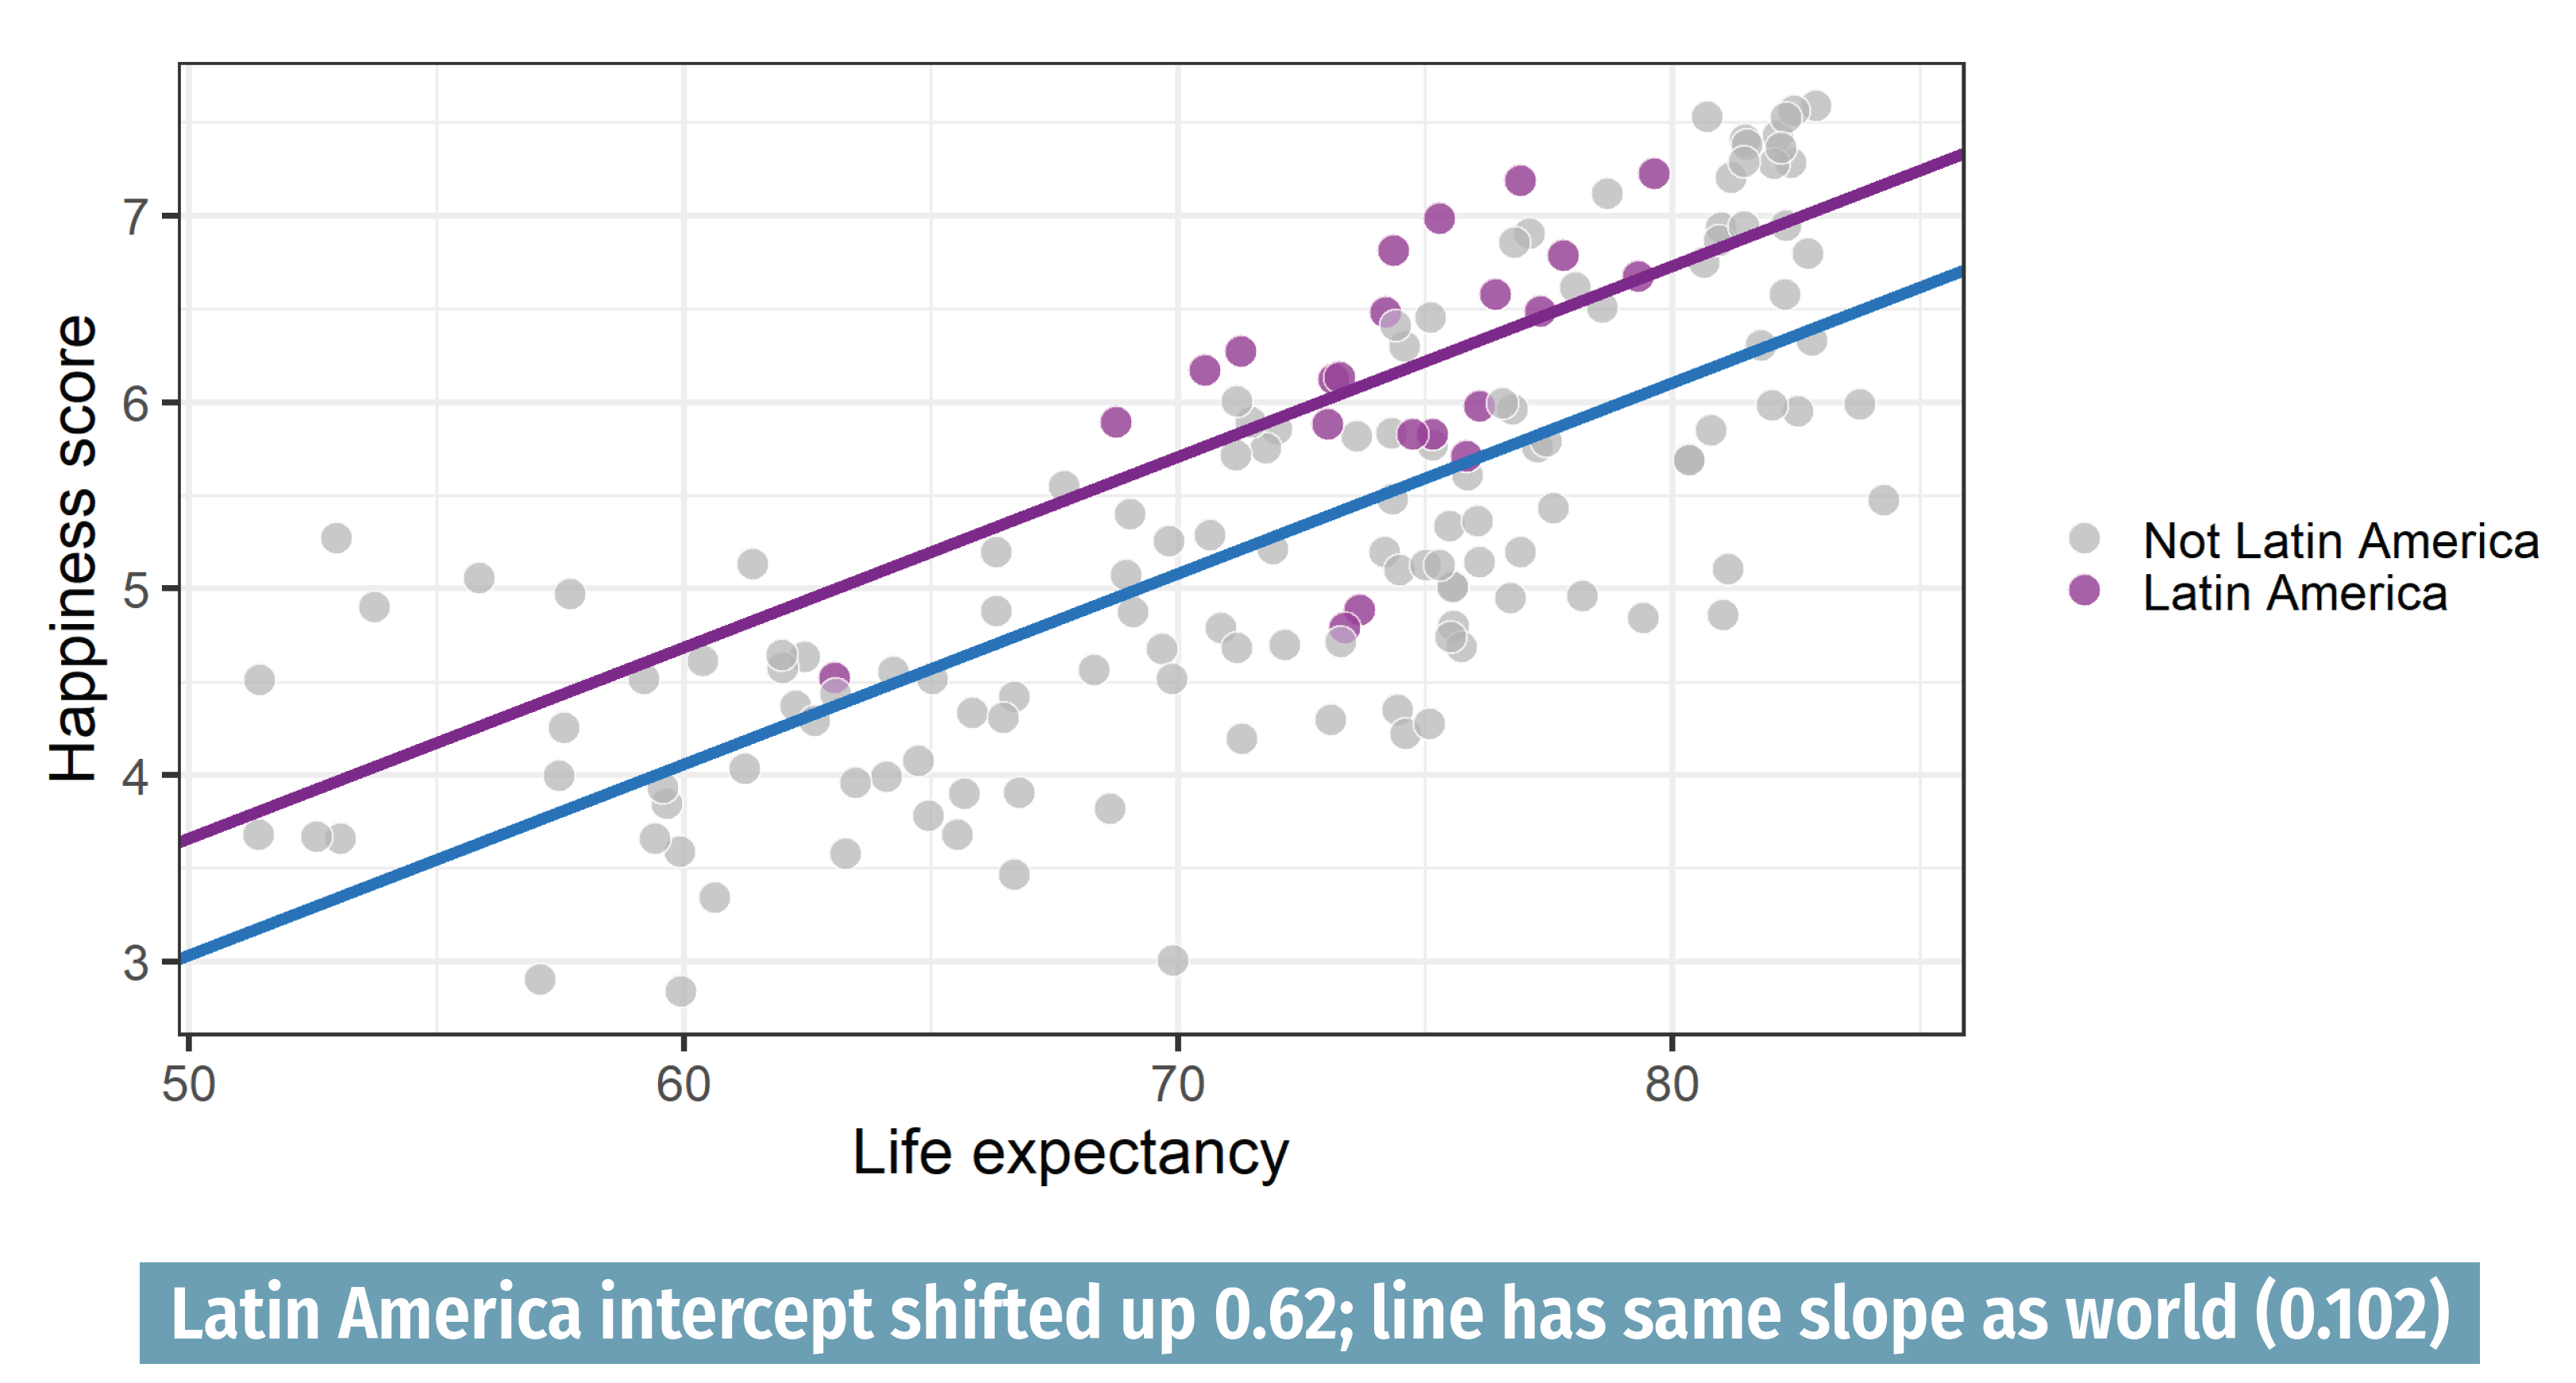 7
6
5
4
3
Happiness score
50 60 70 80
Life expectancy
Not Latin America
Latin America
Latin America intercept shifted up 0.62; line has same slope as world (0.102)